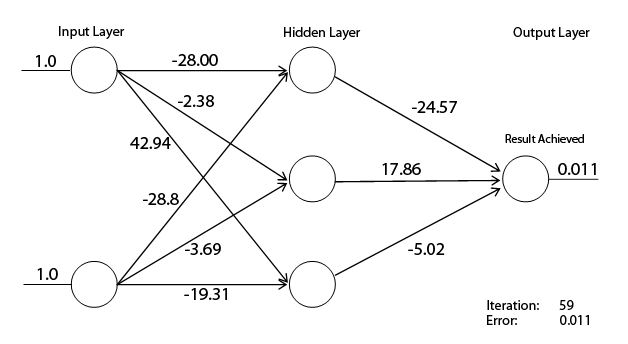 Input Layer
Hidden Layer
Output Layer
1.0
-28.00
-2.38
-24.57
42.94
Result Achieved
17.86
0.011
-28.8
-3.69
-5.02
1.0
-19.31
Iteration: 59
Error: 0.011